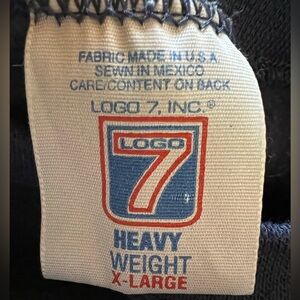 FABRIC MADE IN U.S.A.
SEWN IN MEXICO
CARE/CONTENT ON BACK
LOGO 7, INC.®
LOGO
7
HEAVY
WEIGHT
X-LARGE